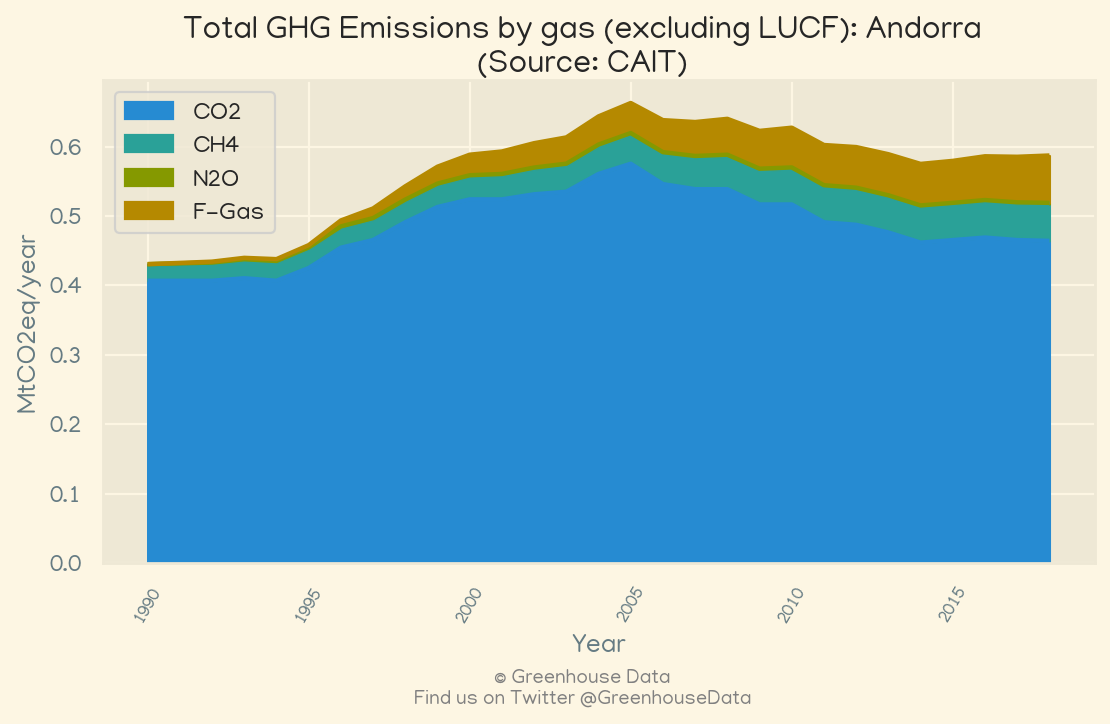 Total GHG Emissions by gas (excluding LUCF): Andorra
(Source: CAIT)
CO2
CH4
N2O
F-Gas
MtCO2eq/year
0.6
0.5
0.4
0.3
0.2
0.1
0.0
1990
1995
2000
2005
2010
2015
Year
© Greenhouse Data
Find us on Twitter @GreenhouseData